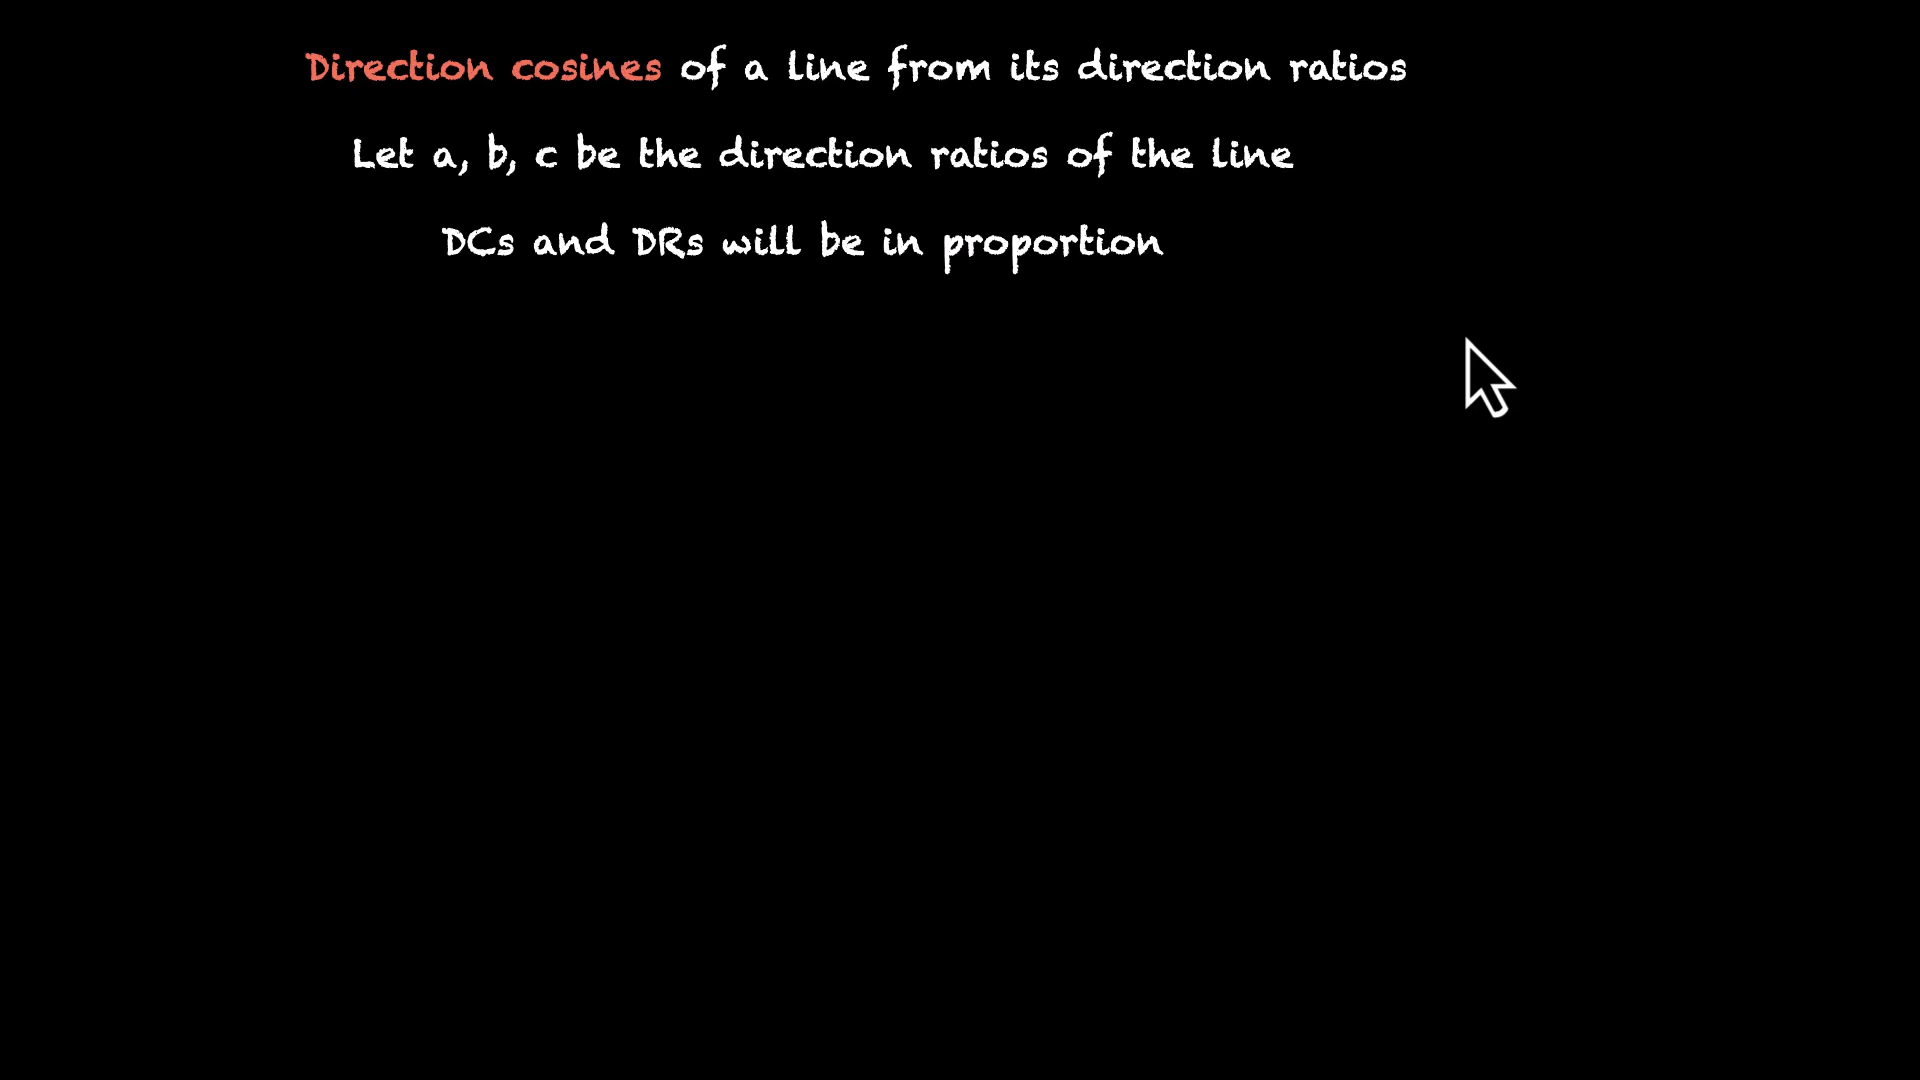 Direction cosines of a line from its direction ratios
Let a, b, c be the direction ratios of the line
DCs and DRs will be in proportion